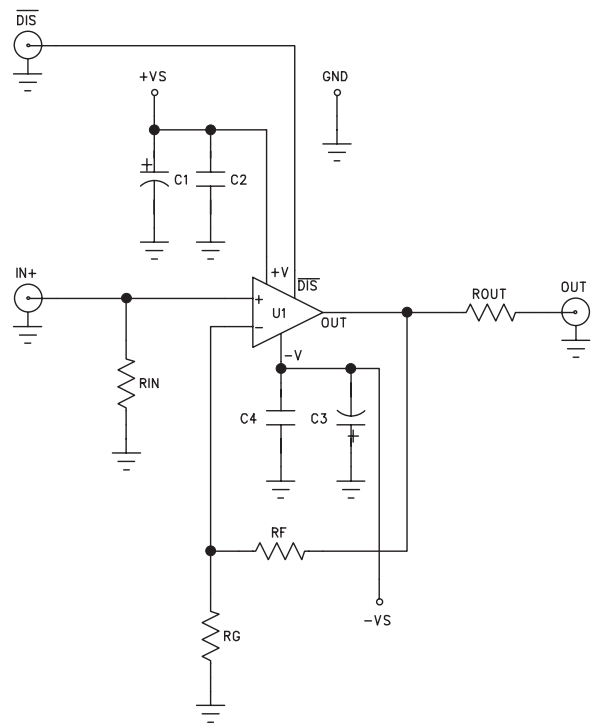 DIS
+VS
GND
+
C1
C2
IN+
+V
DIS
+
U1
OUT
−
ROUT
OUT
−V
RIN
C4
C3
+
RF
−VS
RG